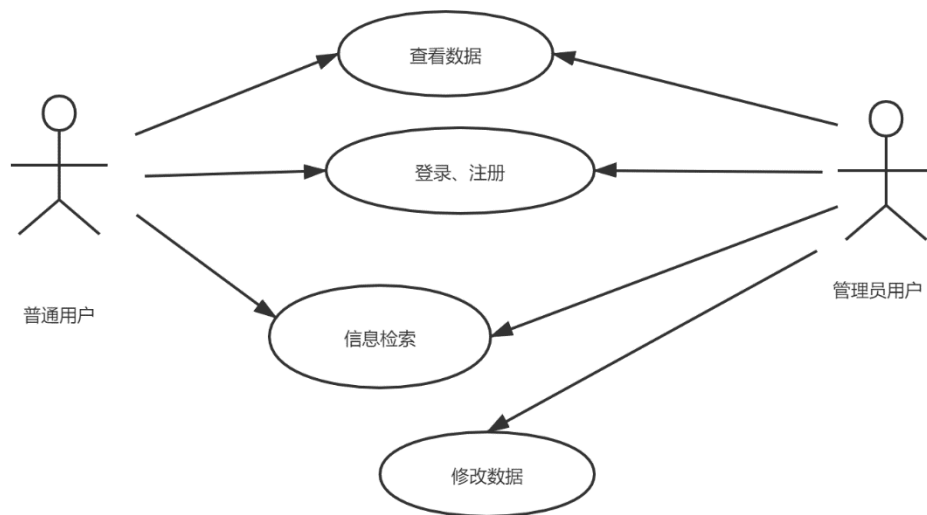 查看数据
登录、注册
普通用户
管理员用户
信息检索
修改数据